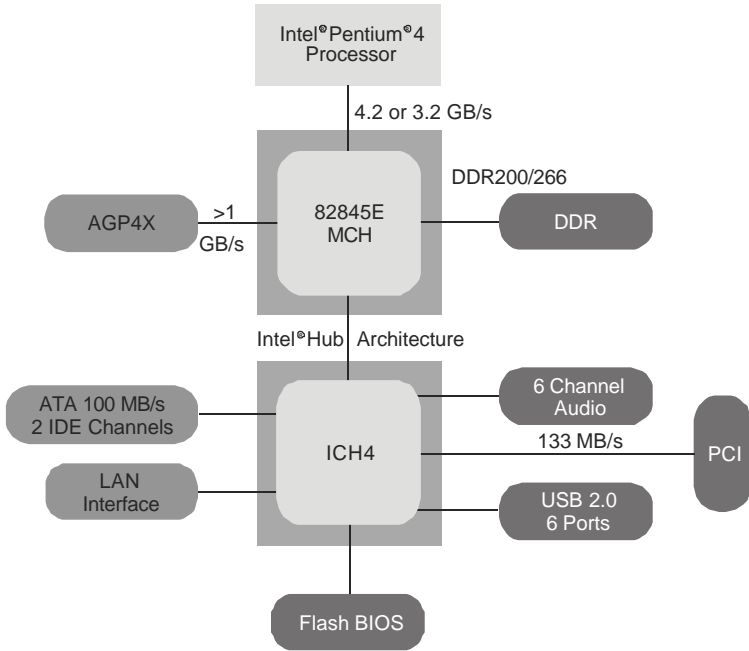 Intel®Pentium®4
Processor
4.2 or 3.2 GB/s
DDR200/266
AGP4X
>1
GB/s
82845E
MCH
DDR
Intel®Hub Architecture
ATA 100 MB/s
2 IDE Channels
6 Channel
Audio
ICH4
133 MB/s
PCI
LAN
Interface
USB 2.0
6 Ports
Flash BIOS